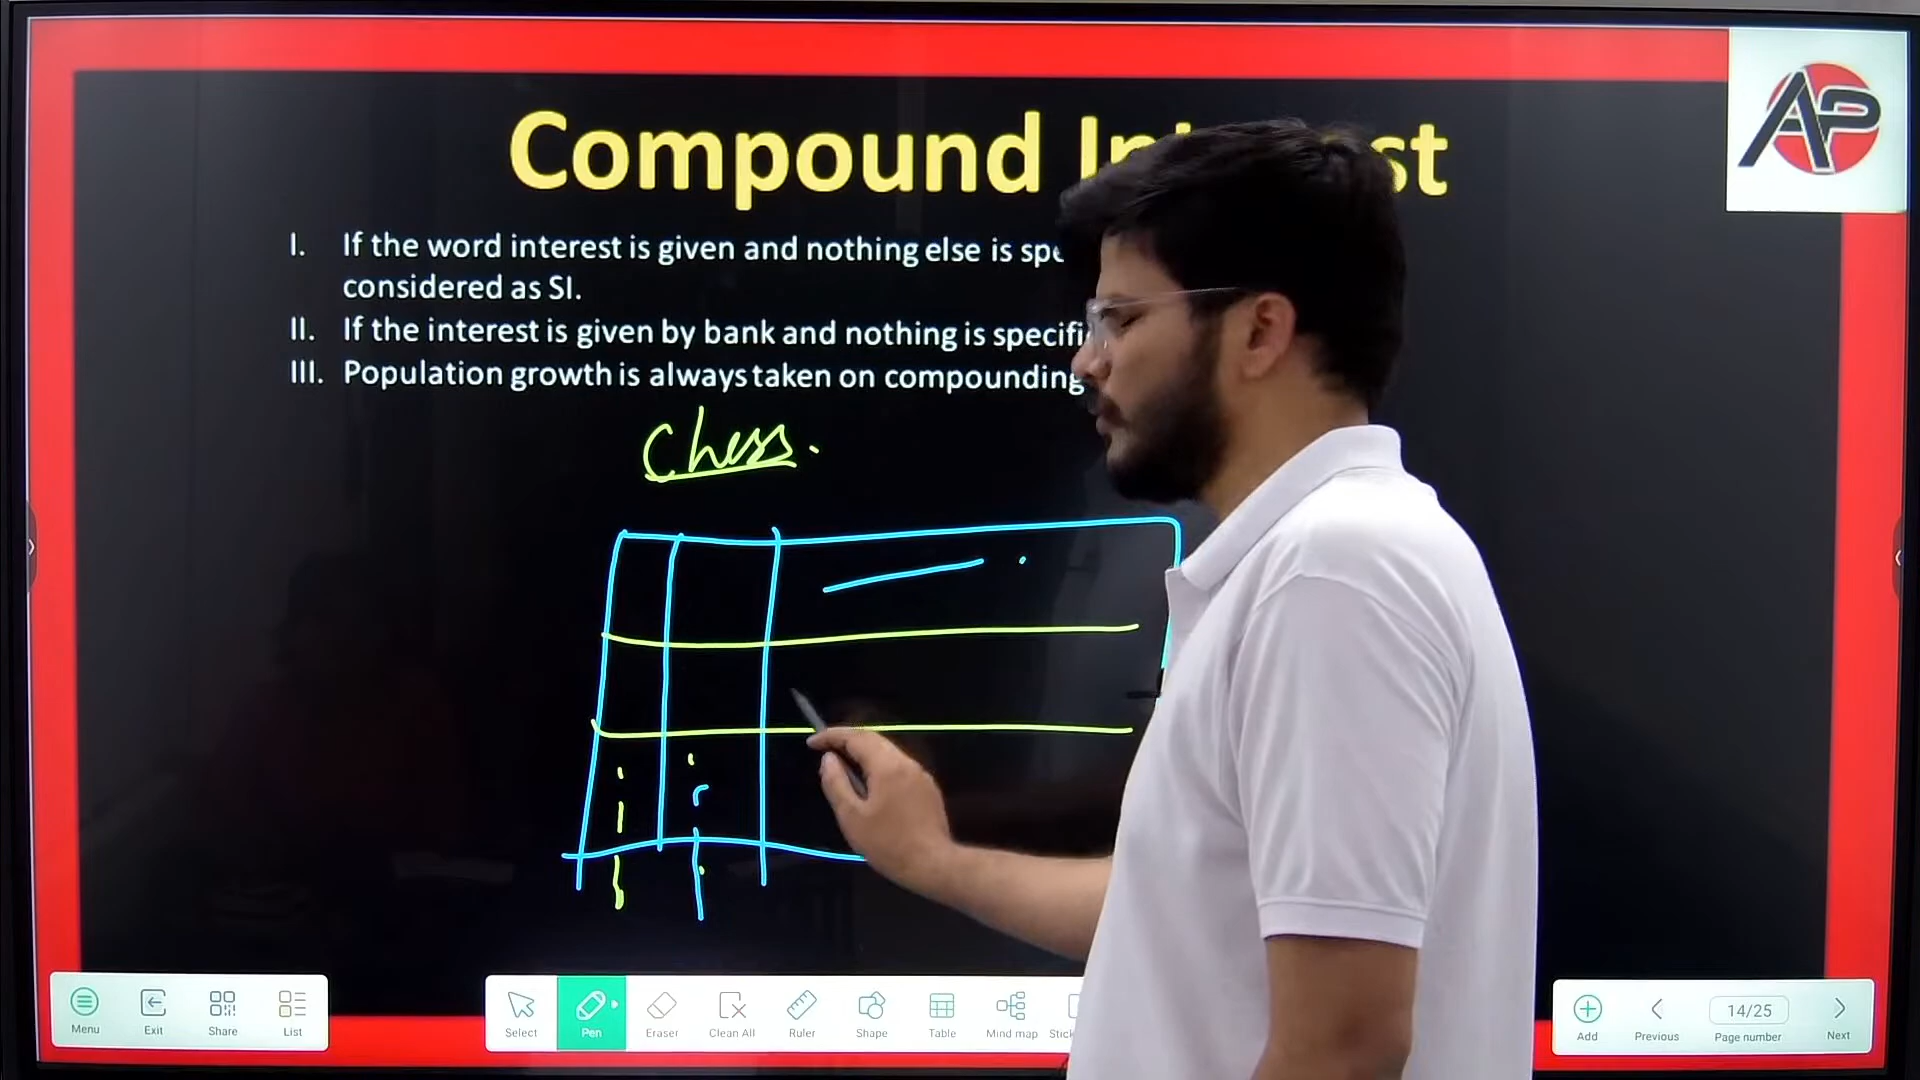 AP
Compound In st
I. If the word interest is given and nothing else is spe
considered as SI.
II. If the interest is given by bank and nothing is specifi
III. Population growth is always taken on compounding
Chess.
Menu Exit Share List
Select Pen Eraser Clean All Ruler Shape Table Mind map Stick
Add Previous 14/25 Page number Next